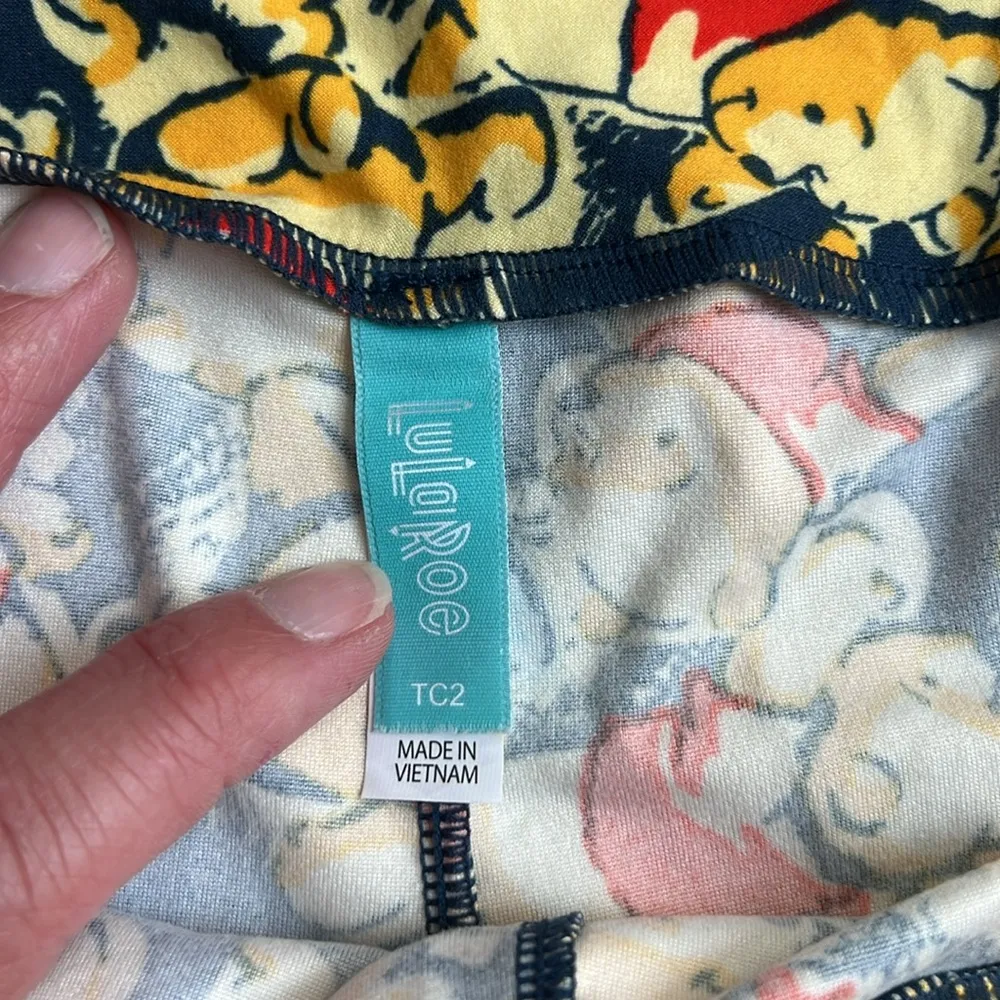 LuLaRoe
TC2
MADE IN
VIETNAM